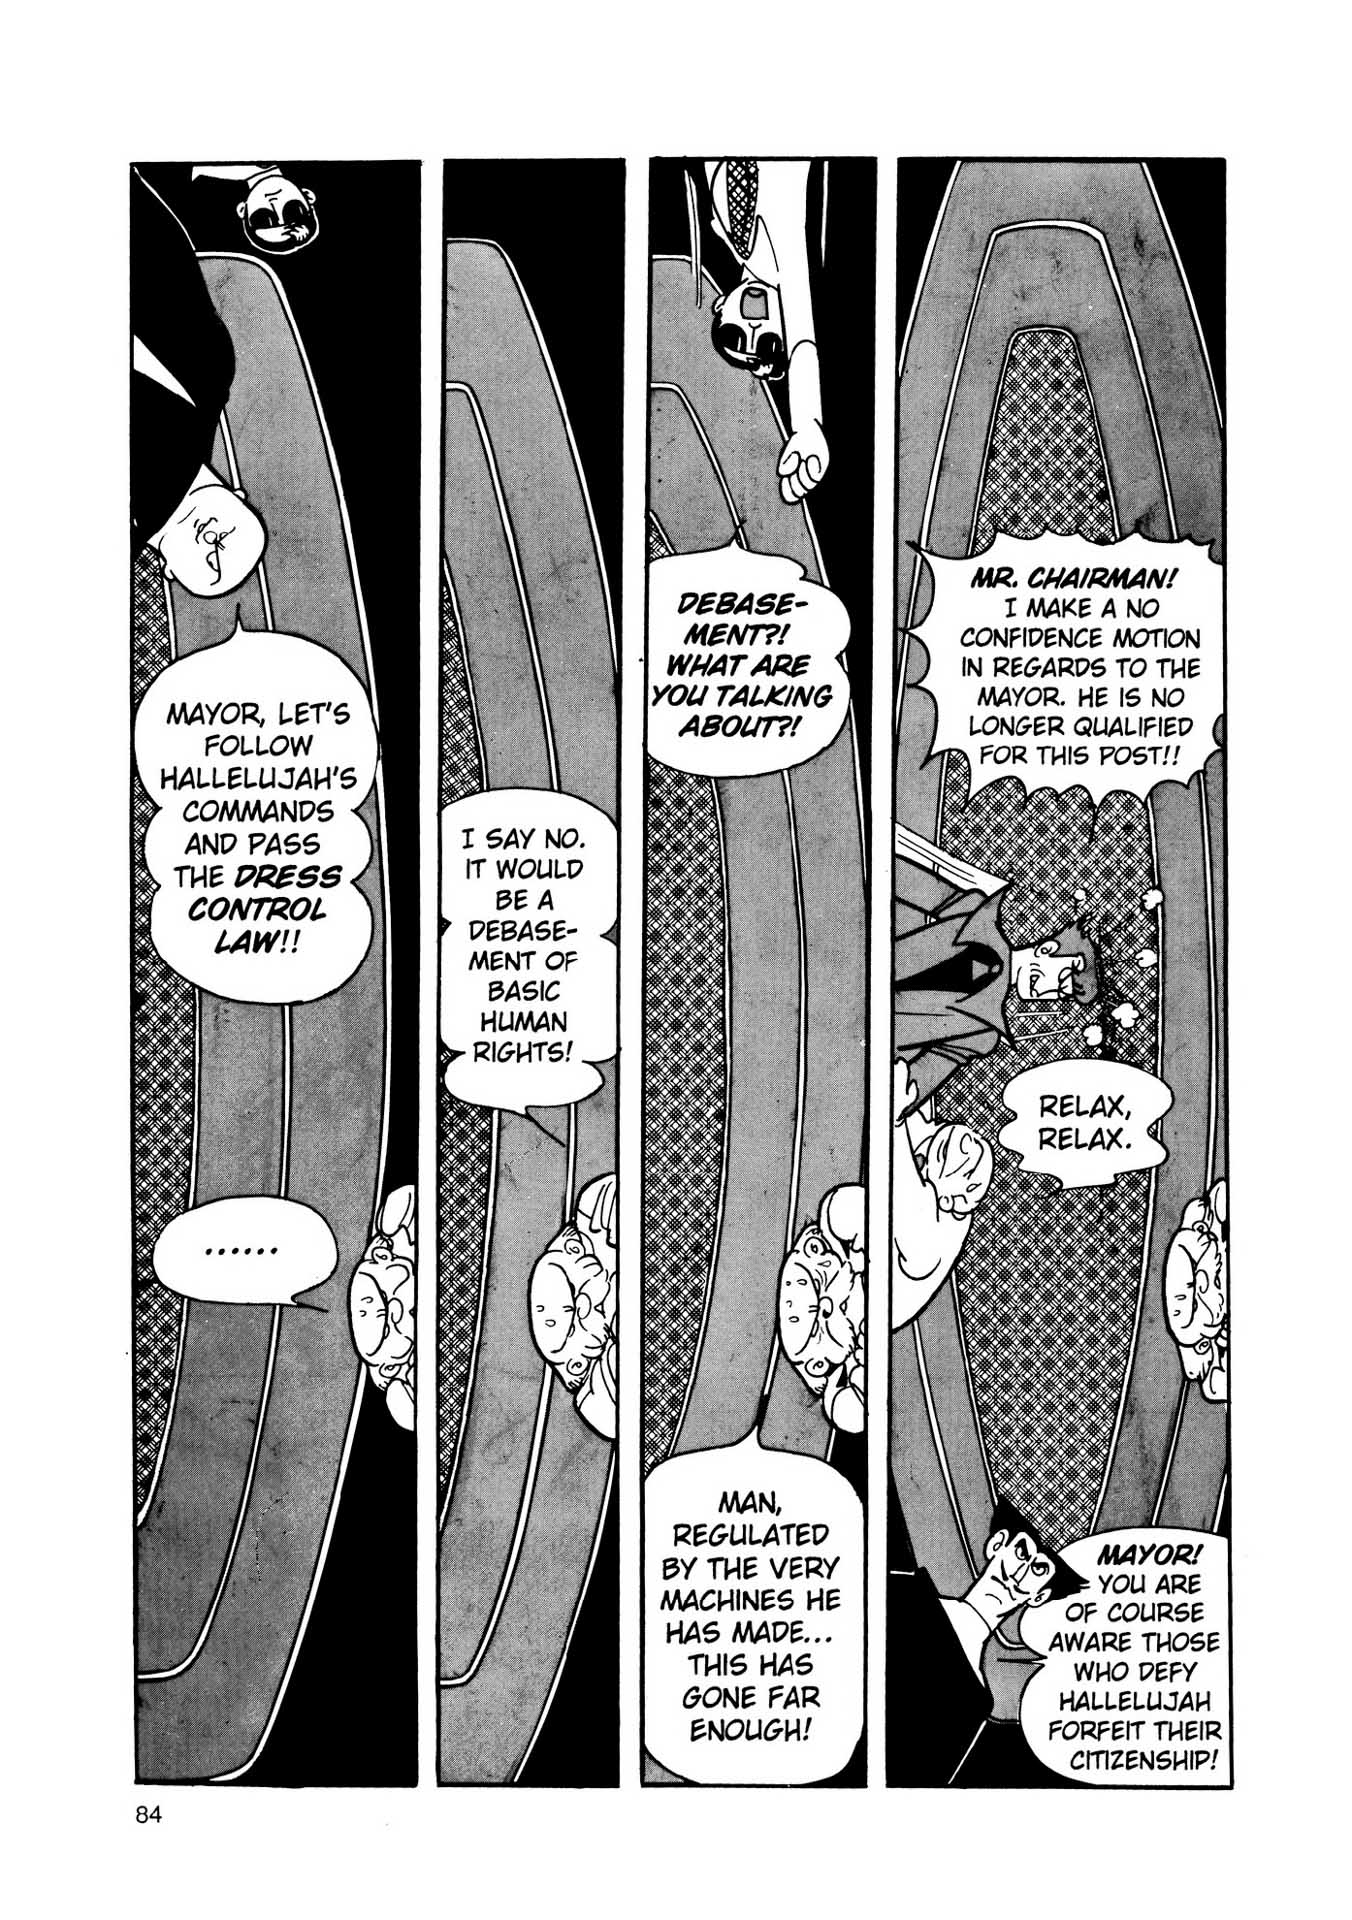 MAYOR, LET'S
FOLLOW
HALLELUJAH'S
COMMANDS
AND PASS
THE DRESS
CONTROL
LAW!!
......
I SAY NO.
IT WOULD
BE A
DEBASE-
MENT OF
BASIC
HUMAN
RIGHTS!
DEBASE-
MENT?!
WHAT ARE
YOU TALKING
ABOUT?!
MAN,
REGULATED
BY THE VERY
MACHINES HE
HAS MADE...
THIS HAS
GONE FAR
ENOUGH!
MR. CHAIRMAN!
I MAKE A NO
CONFIDENCE MOTION
IN REGARDS TO THE
MAYOR. HE IS NO
LONGER QUALIFIED
FOR THIS POST!!
RELAX,
RELAX.
MAYOR!
YOU ARE
OF COURSE
AWARE THOSE
WHO DEFY
HALLELUJAH
FORFEIT THEIR
CITIZENSHIP!
84